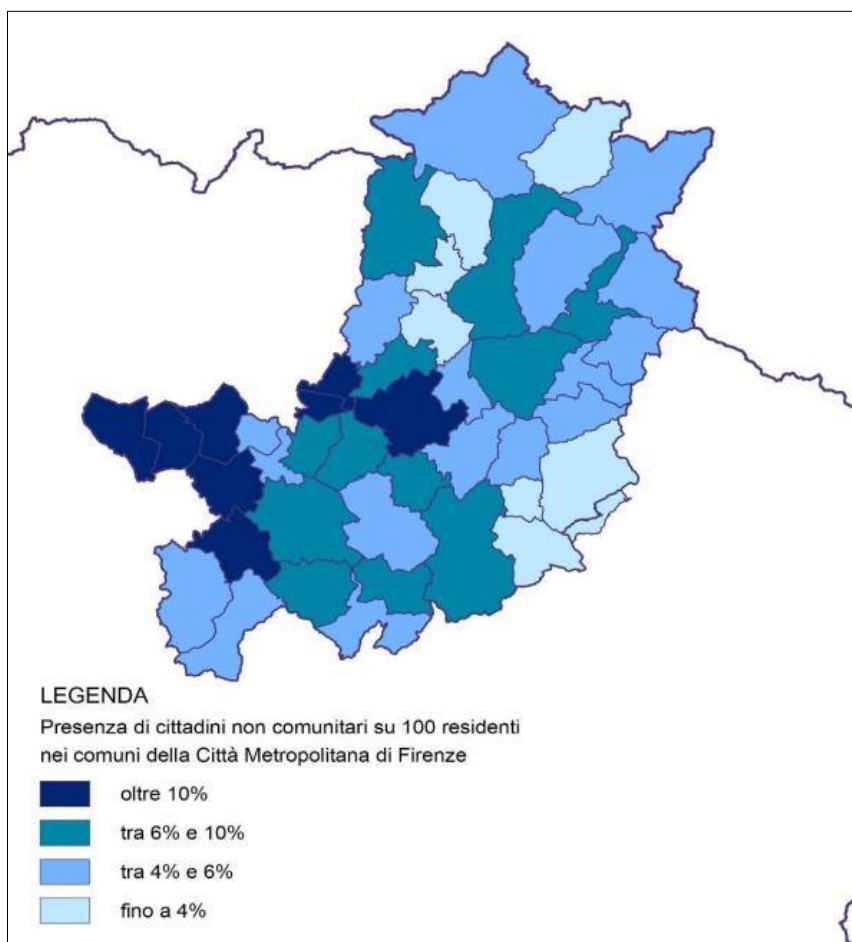 LEGENDA
Presenza di cittadini non comunitari su 100 residenti
nei comuni della Città Metropolitana di Firenze
oltre 10%
tra 6% e 10%
tra 4% e 6%
fino a 4%